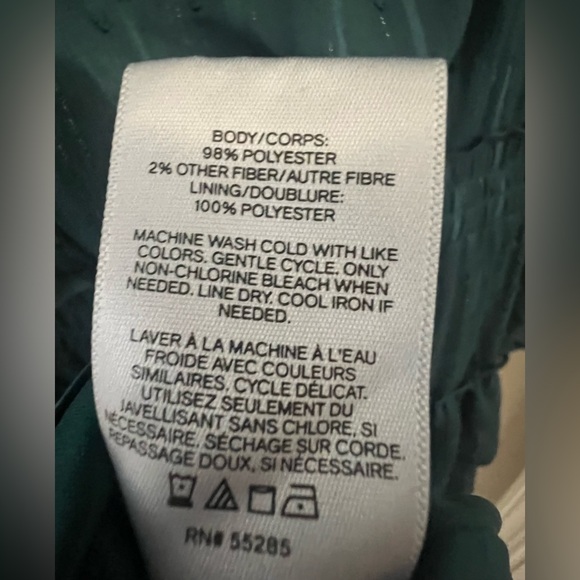 BODY/CORPS:
98% POLYESTER
2% OTHER FIBER/AUTRE FIBRE
LINING/DOUBLURE:
100% POLYESTER
MACHINE WASH COLD WITH LIKE
COLORS. GENTLE CYCLE. ONLY
NON-CHLORINE BLEACH WHEN
NEEDED. LINE DRY. COOL IRON IF
NEEDED.
LAVER À LA MACHINE À L'EAU
FROIDE AVEC COULEURS
SIMILAIRES, CYCLE DÉLICAT.
UTILISEZ SEULEMENT DU
JAVELLISANT SANS CHLORE, SI
NÉCESSAIRE. SÉCHAGE SUR CORDE.
REPASSAGE DOUX, SI NÉCESSAIRE.
RN# 55285